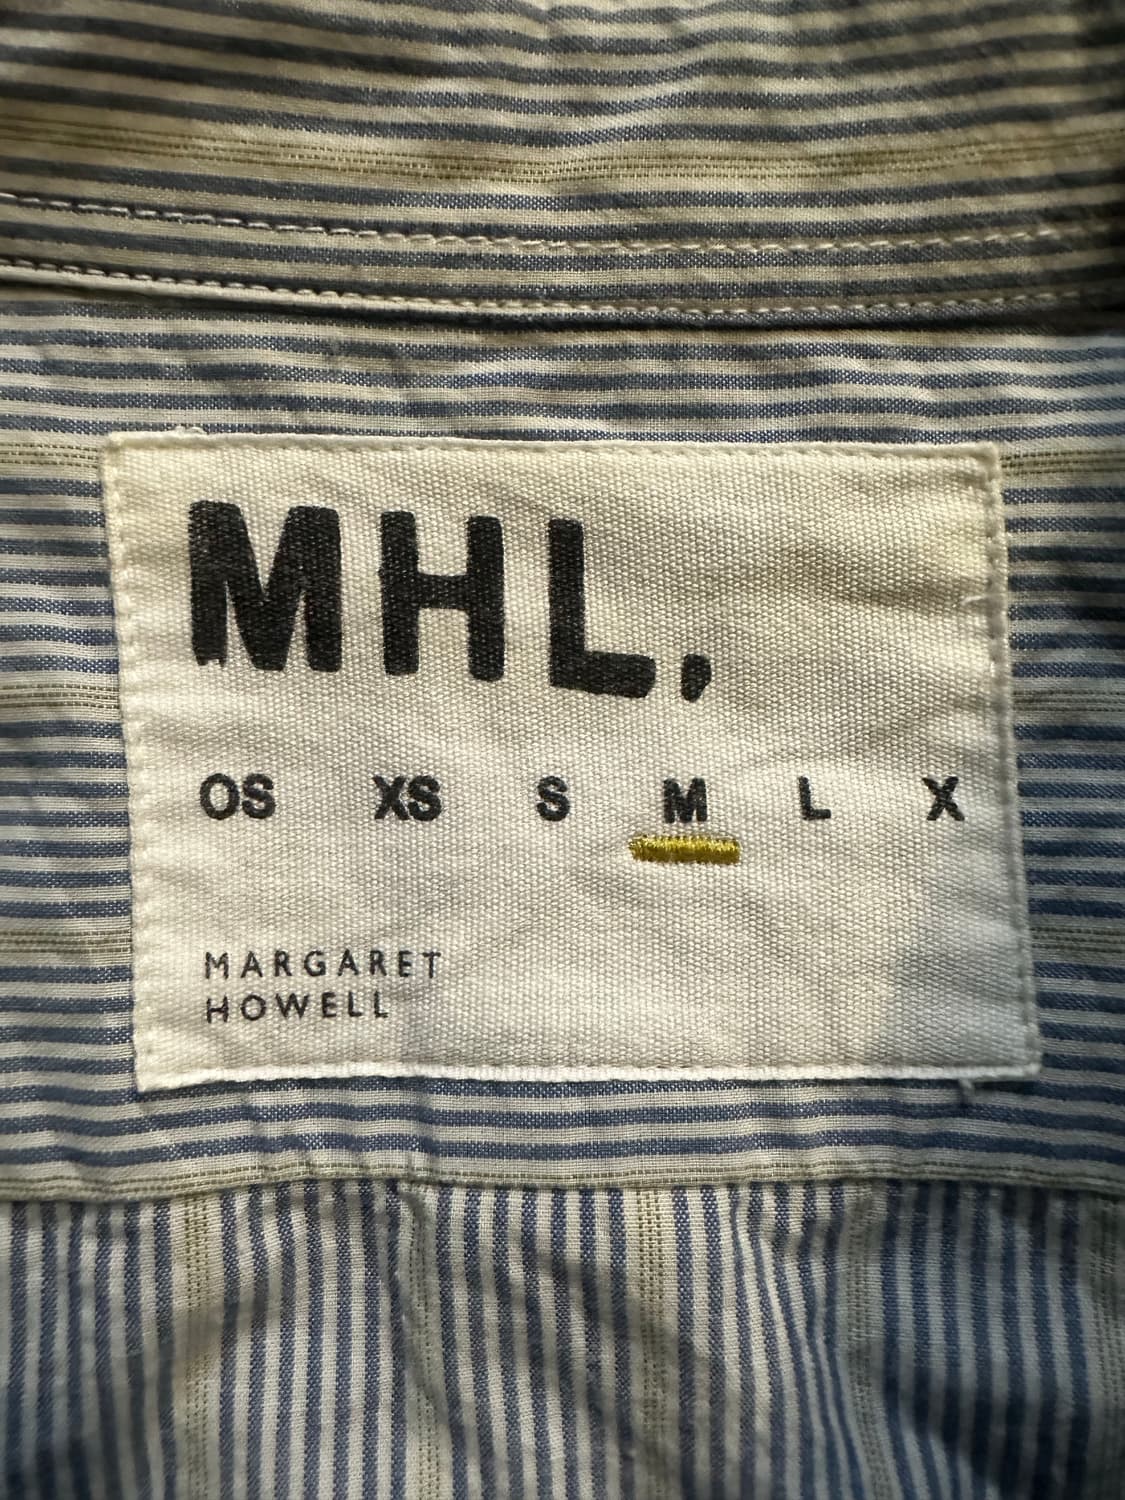 MHL.
OS XS S M L X
MARGARET
HOWELL